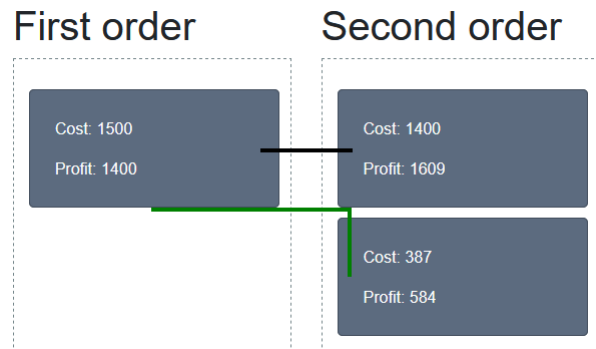 First order
Second order
Cost: 1500
Profit: 1400
Cost: 1400
Profit: 1609
Cost: 387
Profit: 584